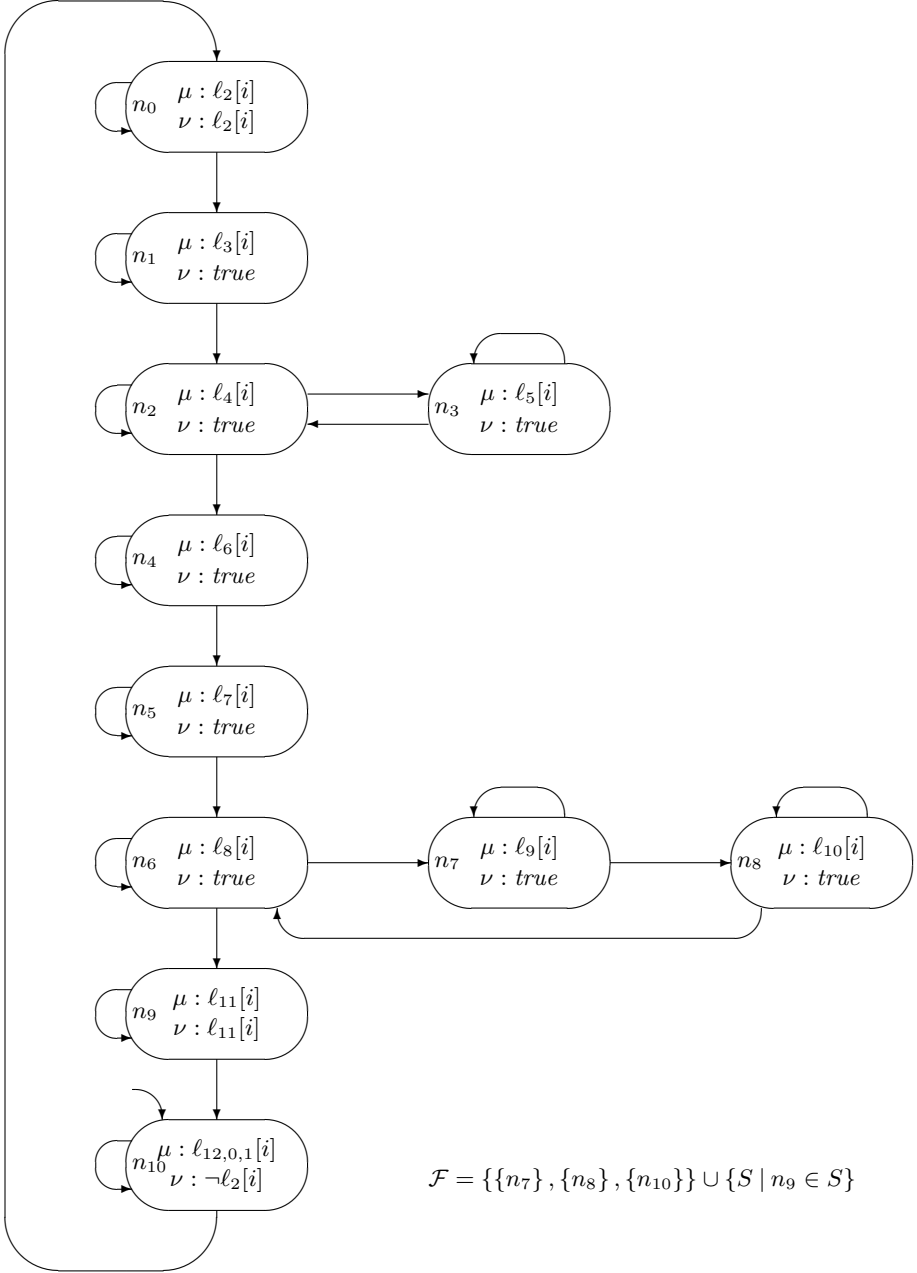 n₀ μ : ℓ₂[i]
ν : ℓ₂[i]
n₁ μ : ℓ₃[i]
ν : true
n₂ μ : ℓ₄[i]
ν : true
n₃ μ : ℓ₅[i]
ν : true
n₄ μ : ℓ₆[i]
ν : true
n₅ μ : ℓ₇[i]
ν : true
n₆ μ : ℓ₈[i]
ν : true
n₇ μ : ℓ₉[i]
ν : true
n₈ μ : ℓ₁₀[i]
ν : true
n₉ μ : ℓ₁₁[i]
ν : ℓ₁₁[i]
n₁₀ μ : ℓ₁₂,₀,₁[i]
ν : ¬ℓ₂[i]
ℱ = {{n₇} , {n₈} , {n₁₀}} ∪ {S | n₉ ∈ S}